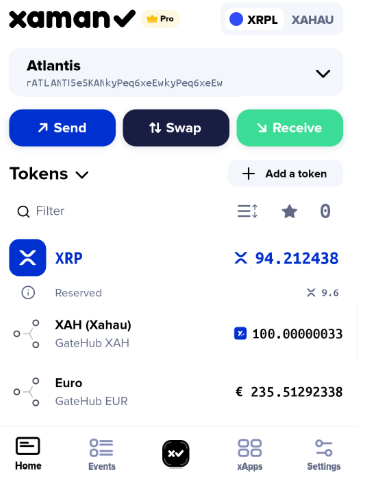 xaman Pro XRPL XAHAU
Atlantis
rATLANTI5e5KANkyPeq6xeEwkyPeq6xeEw
Send Swap Receive
Tokens Add a token
Filter 0
XRP 94.212438
Reserved 9.6
XAH (Xahau) 100.00000033
GateHub XAH
Euro € 235.51292338
GateHub EUR
Home Events xApps Settings